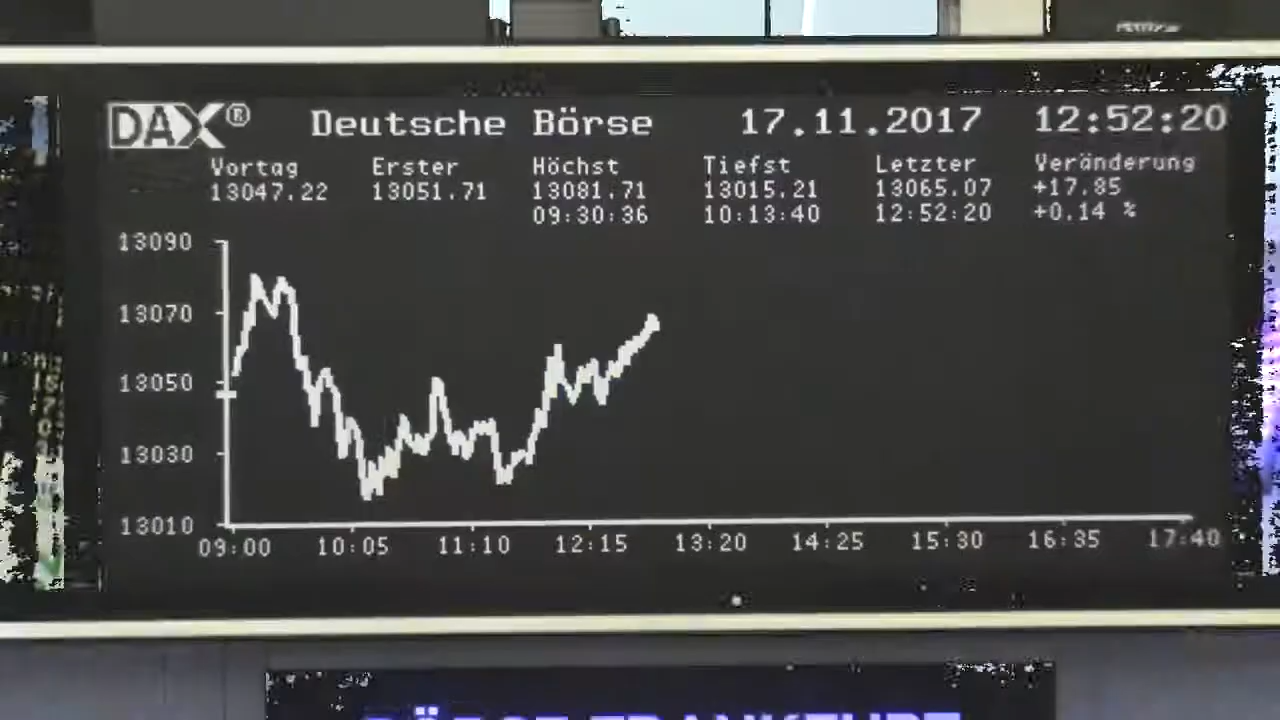 DAX® Deutsche Börse 17.11.2017 12:52:20
Vortag Erster Höchst Tiefst Letzter Veränderung
13047.22 13051.71 13081.71 13015.21 13065.07 +17.85
09:30:36 10:13:40 12:52:20 +0.14 %
13090
13070
13050
13030
13010
09:00 10:05 11:10 12:15 13:20 14:25 15:30 16:35 17:40
BÖRSE FRANKFURT